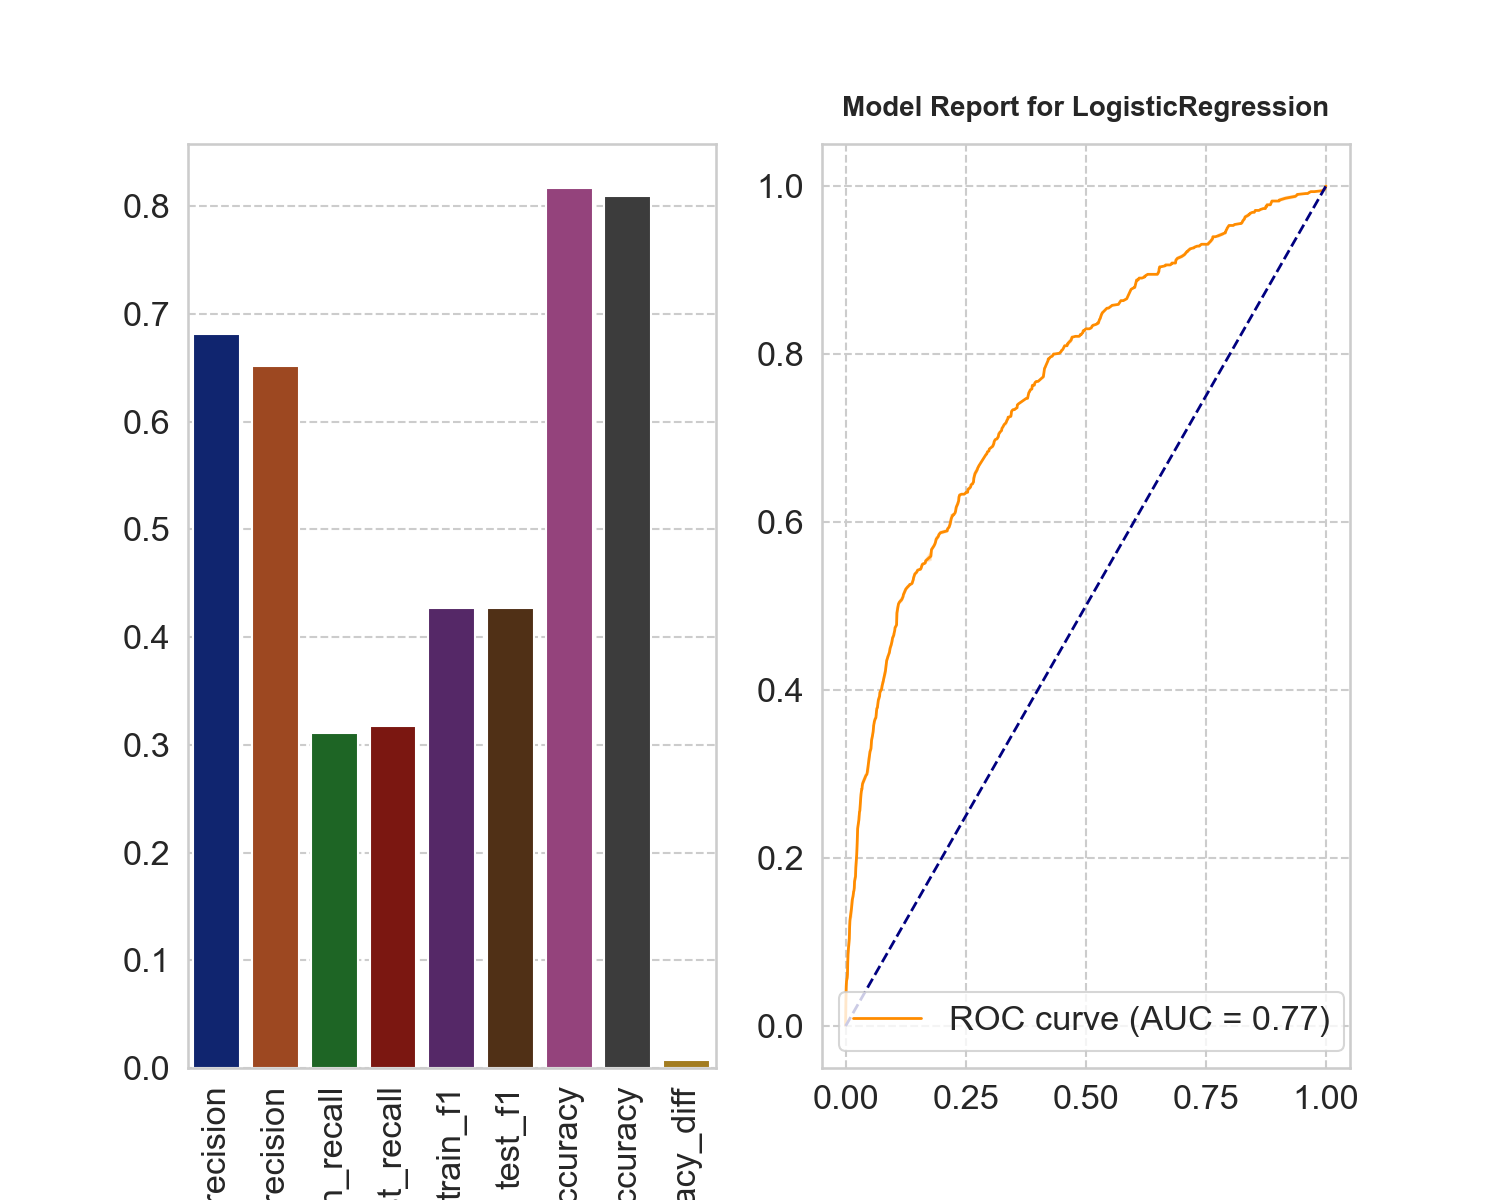 Model Report for LogisticRegression
0.8
0.7
0.6
0.5
0.4
0.3
0.2
0.1
0.0
recision
recision
n_recall
t_recall
train_f1
test_f1
ccuracy
ccuracy
acy_diff
1.0
0.8
0.6
0.4
0.2
0.0
ROC curve (AUC = 0.77)
0.00 0.25 0.50 0.75 1.00